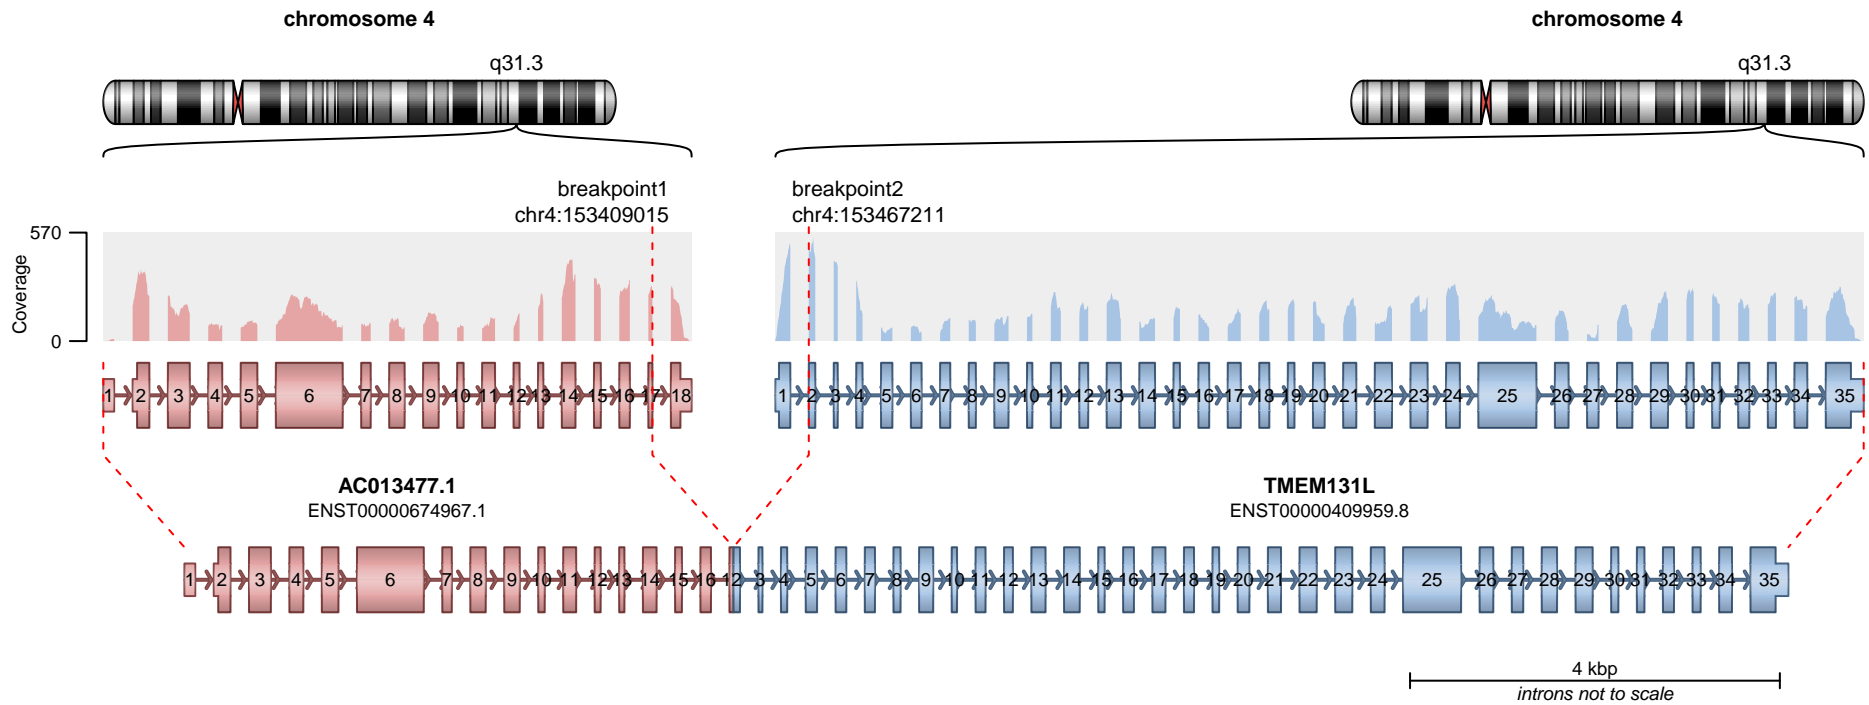 chromosome 4 chromosome 4
q31.3 q31.3
breakpoint1 breakpoint2
chr4:153409015 chr4:153467211
570
Coverage
0
1 2 3 4 5 6 7 8 9 10 11 12 13 14 15 16 17 18 1 2 3 4 5 6 7 8 9 10 11 12 13 14 15 16 17 18 19 20 21 22 23 24 25 26 27 28 29 30 31 32 33 34 35
AC013477.1 TMEM131L
ENST00000674967.1 ENST00000409959.8
1 2 3 4 5 6 7 8 9 10 11 12 13 14 15 16 2 3 4 5 6 7 8 9 10 11 12 13 14 15 16 17 18 19 20 21 22 23 24 25 26 27 28 29 30 31 32 33 34 35
4 kbp
introns not to scale